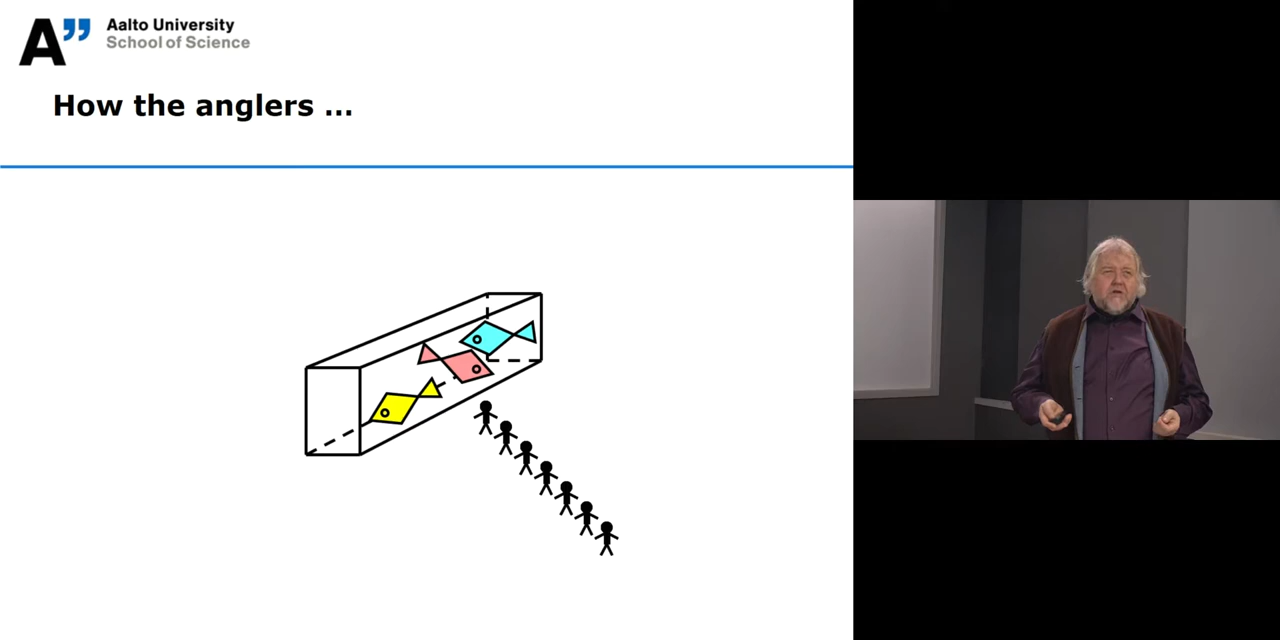 A”
Aalto University
School of Science
How the anglers ...